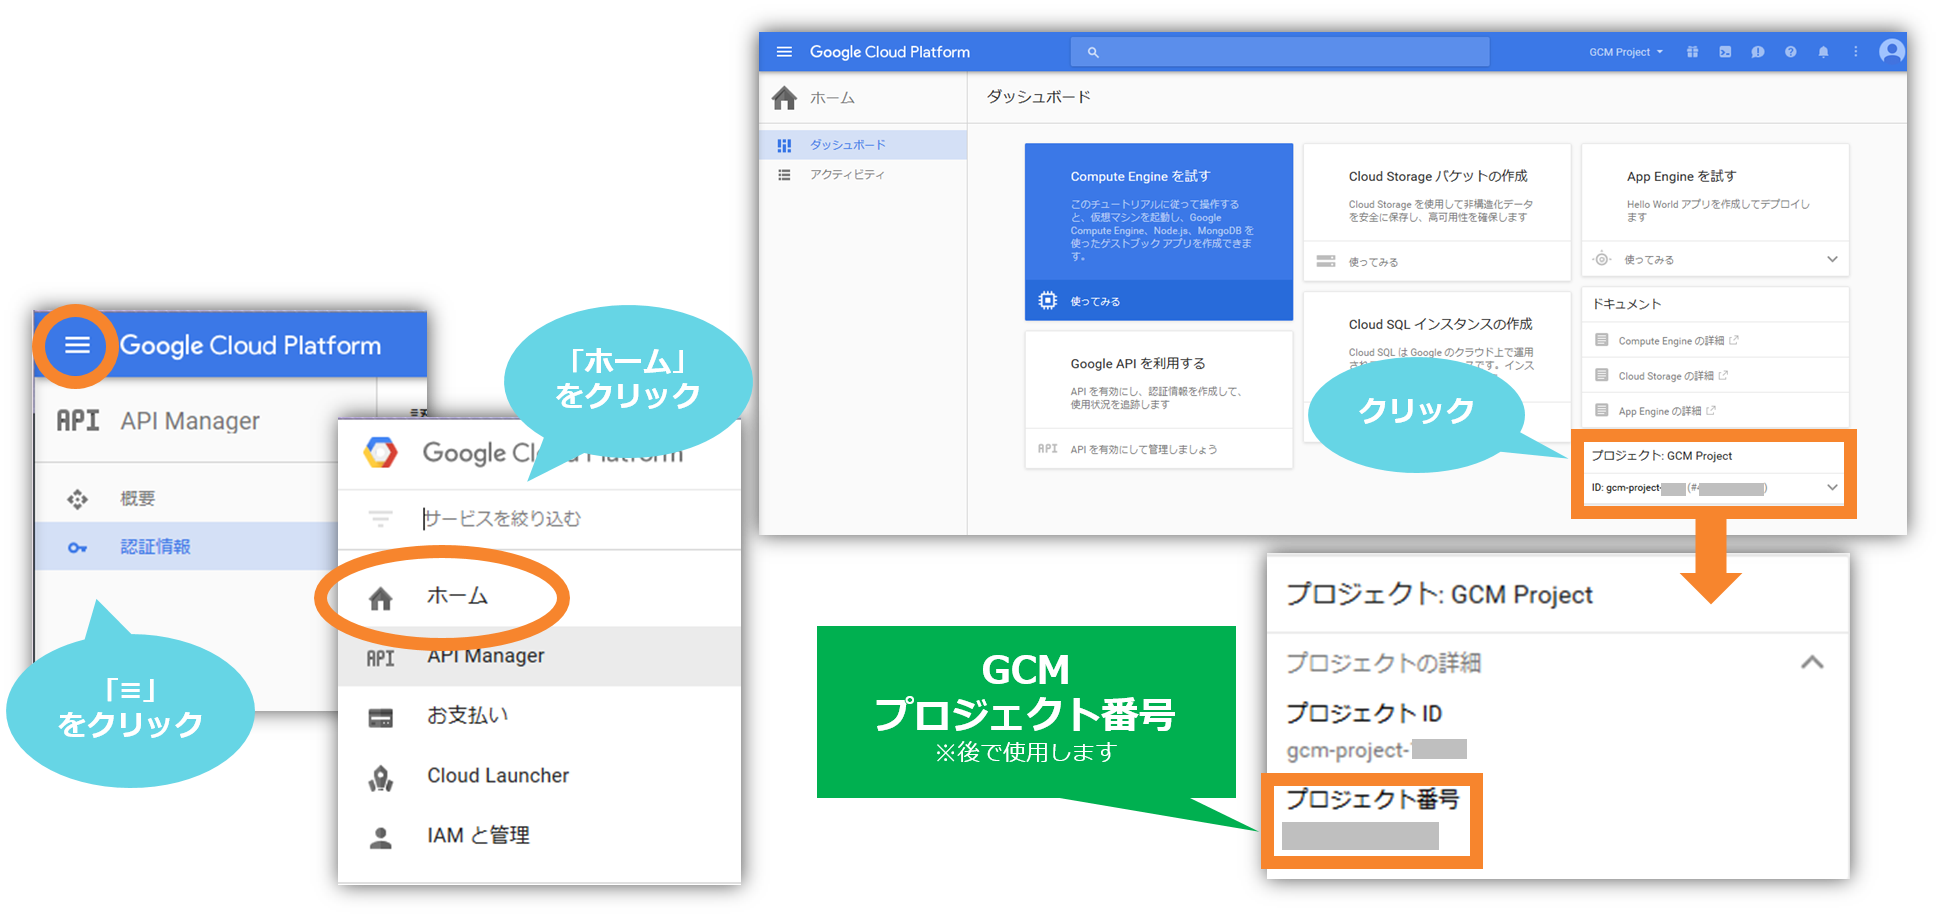 Google Cloud Platform
API API Manager
概要
認証情報
「≡」
をクリック
「ホーム」
をクリック
サービスを絞り込む
ホーム
API API Manager
お支払い
Cloud Launcher
IAM と管理
Google Cloud Platform
GCM Project
ホーム
ダッシュボード
アクティビティ
ダッシュボード
Compute Engine を試す
このチュートリアルに従って操作する
と、仮想マシンを起動し、Google
Compute Engine、Node.js、MongoDB を
使ったゲストブック アプリを作成できま
す。
使ってみる
Google API を利用する
API を有効にし、認証情報を作成して、
使用状況を追跡します
API API を有効にして管理しましょう
Cloud Storage バケットの作成
Cloud Storage を使用して非構造化データ
を安全に保存し、高可用性を確保します
使ってみる
Cloud SQL インスタンスの作成
Cloud SQL は Google のクラウド上で運用
です。インス
クリック
App Engine を試す
Hello World アプリを作成してデプロイし
ます
使ってみる
ドキュメント
Compute Engine の詳細
Cloud Storage の詳細
App Engine の詳細
プロジェクト: GCM Project
ID: gcm-project-
プロジェクト: GCM Project
プロジェクトの詳細
プロジェクト ID
gcm-project-
プロジェクト番号
GCM
プロジェクト番号
※後で使用します